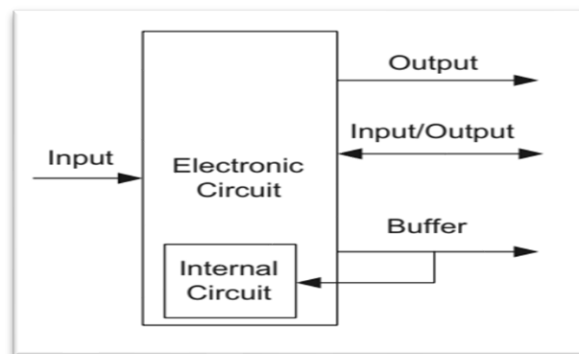 Output
Input/Output
Input
Electronic
Circuit
Buffer
Internal
Circuit